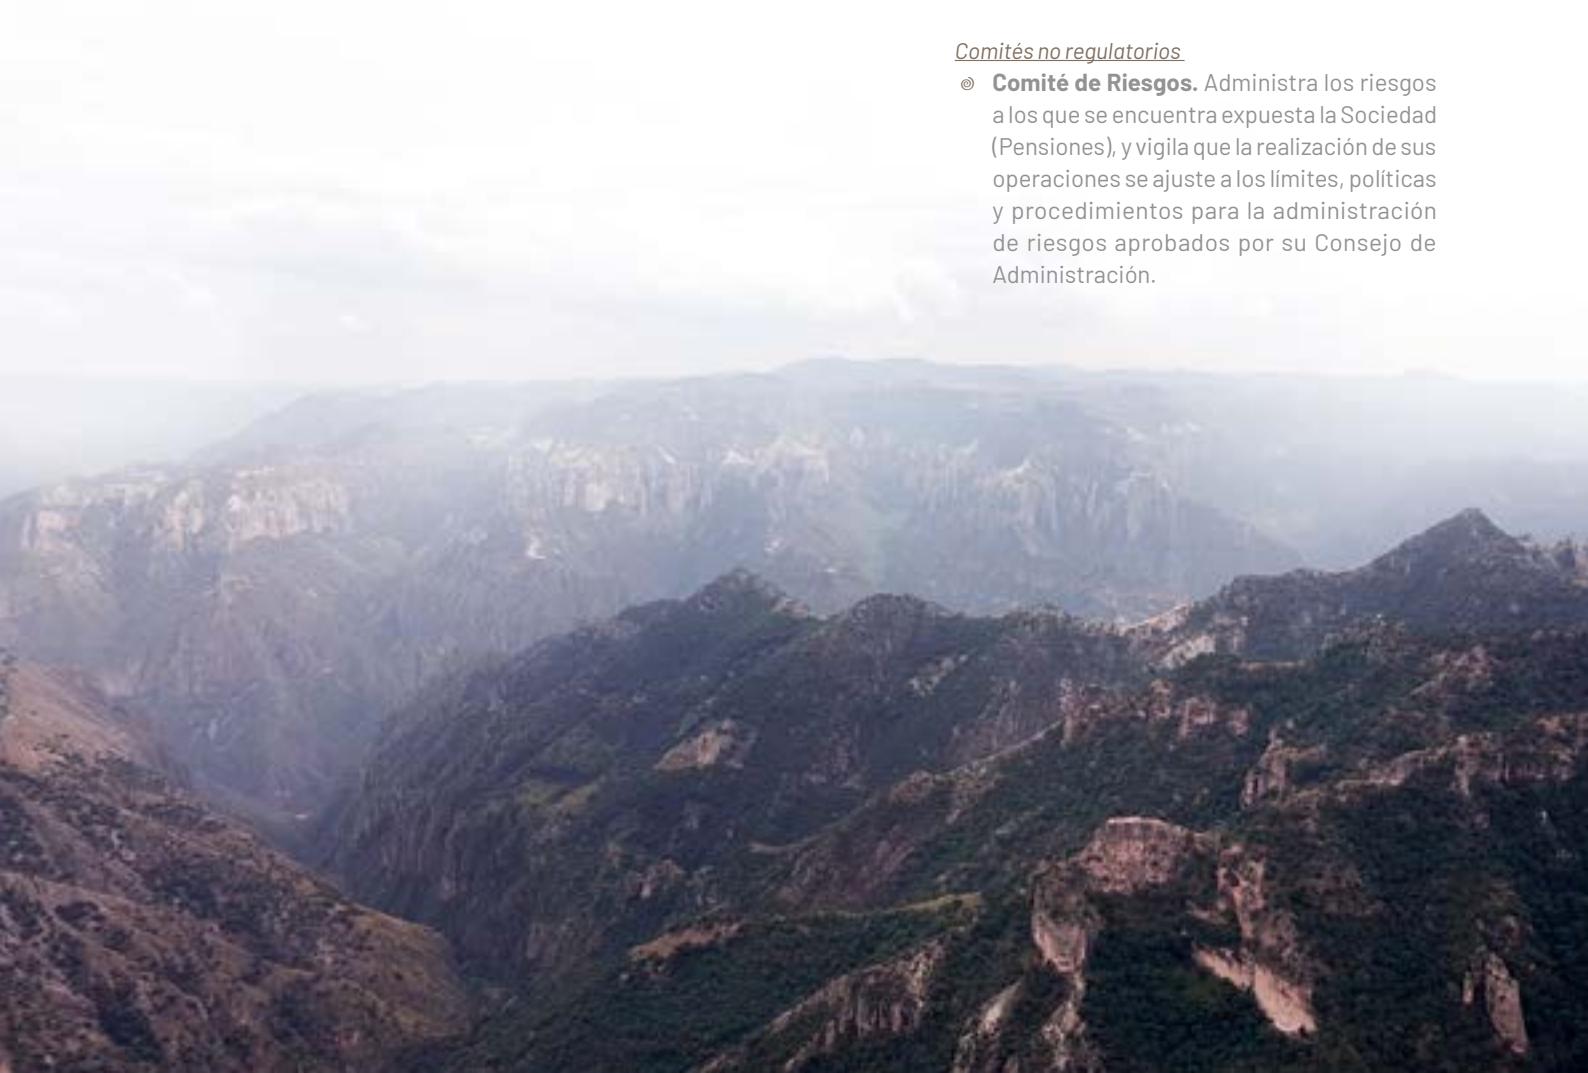 Comités no regulatorios
Comité de Riesgos. Administra los riesgos
a los que se encuentra expuesta la Sociedad
(Pensiones), y vigila que la realización de sus
operaciones se ajuste a los límites, políticas
y procedimientos para la administración
de riesgos aprobados por su Consejo de
Administración.